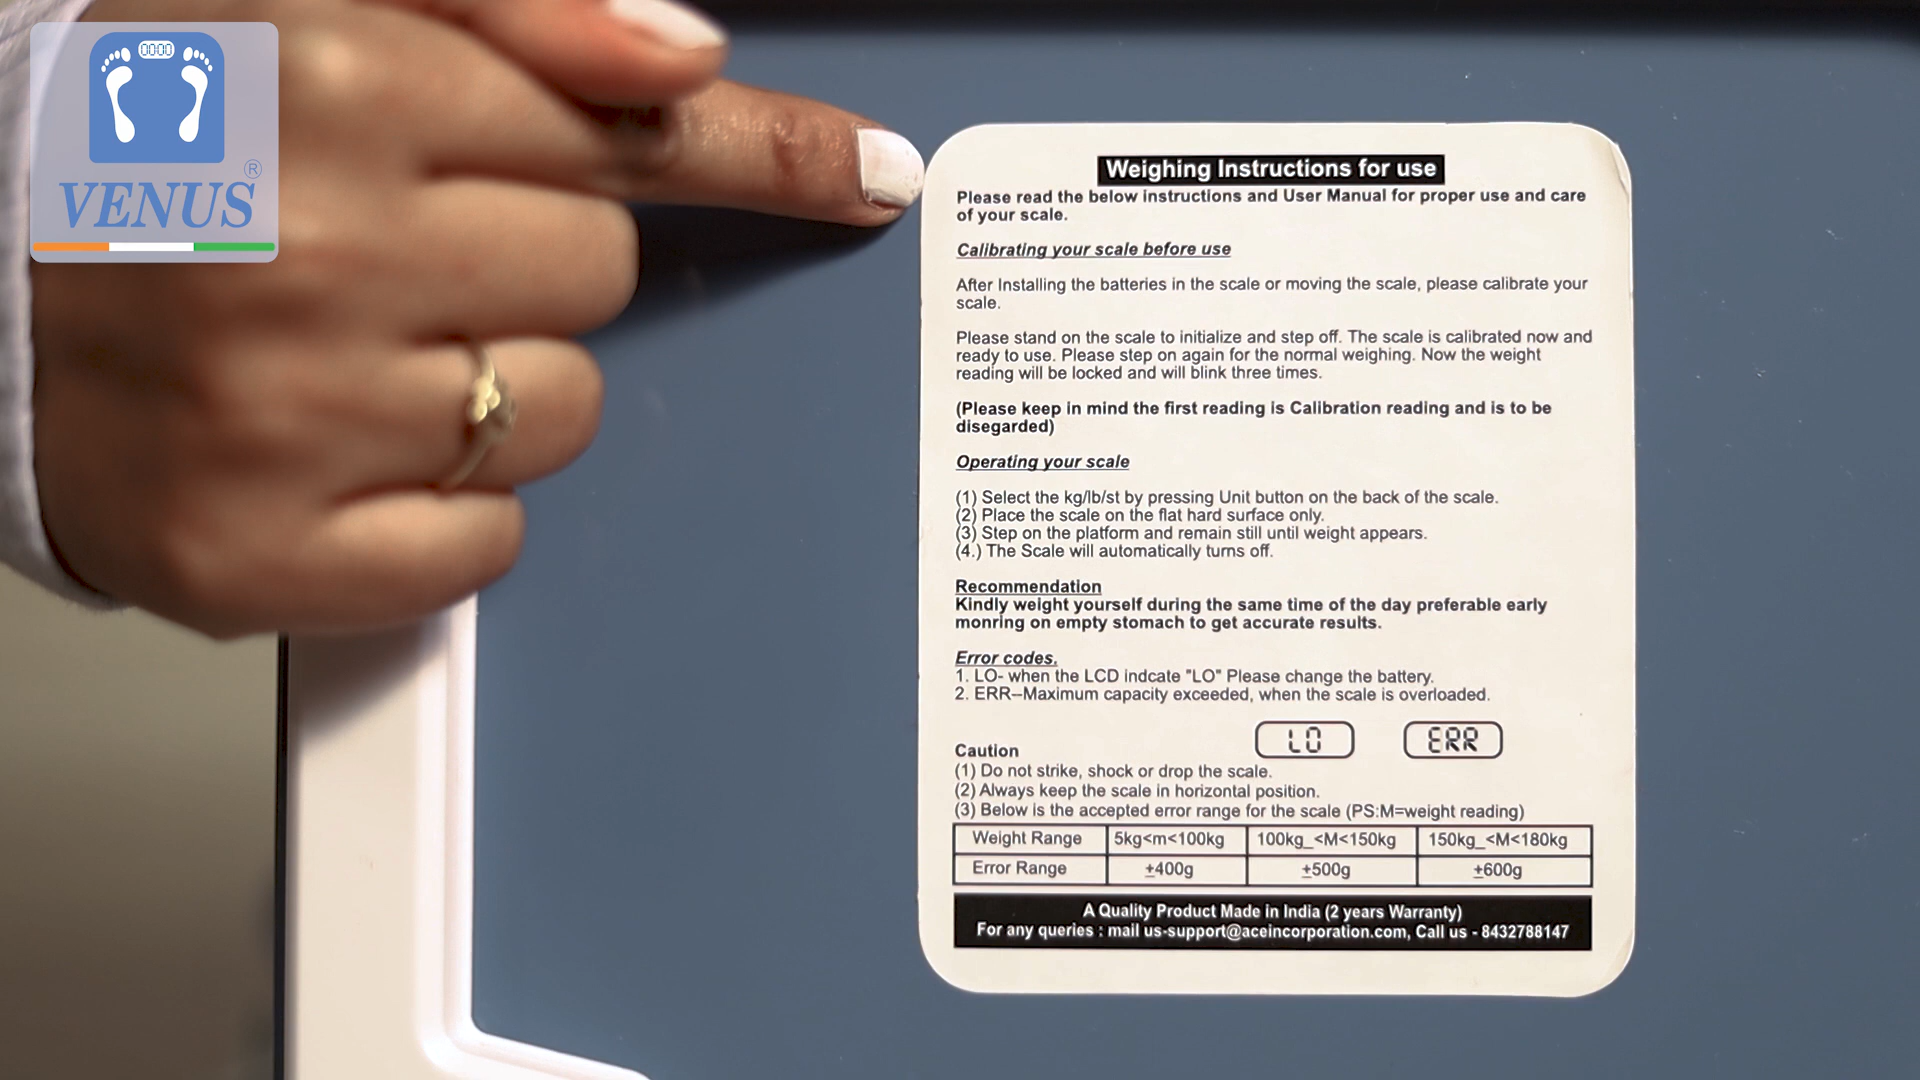 0000
VENUS®
Weighing Instructions for use
Please read the below instructions and User Manual for proper use and care
of your scale.
Calibrating your scale before use
After Installing the batteries in the scale or moving the scale, please calibrate your
scale.
Please stand on the scale to initialize and step off. The scale is calibrated now and
ready to use. Please step on again for the normal weighing. Now the weight
reading will be locked and will blink three times.
(Please keep in mind the first reading is Calibration reading and is to be
disegarded)
Operating your scale
(1) Select the kg/lb/st by pressing Unit button on the back of the scale.
(2) Place the scale on the flat hard surface only.
(3) Step on the platform and remain still until weight appears.
(4.) The Scale will automatically turns off.
Recommendation
Kindly weight yourself during the same time of the day preferable early
monring on empty stomach to get accurate results.
Error codes.
1. LO- when the LCD indcate "LO" Please change the battery.
2. ERR--Maximum capacity exceeded, when the scale is overloaded.
LO ERR
Caution
(1) Do not strike, shock or drop the scale.
(2) Always keep the scale in horizontal position.
(3) Below is the accepted error range for the scale (PS:M=weight reading)
Weight Range 5kg<m<100kg 100kg_<M<150kg 150kg_<M<180kg
Error Range ±400g ±500g ±600g
A Quality Product Made in India (2 years Warranty)
For any queries : mail us-support@aceincorporation.com, Call us - 8432788147